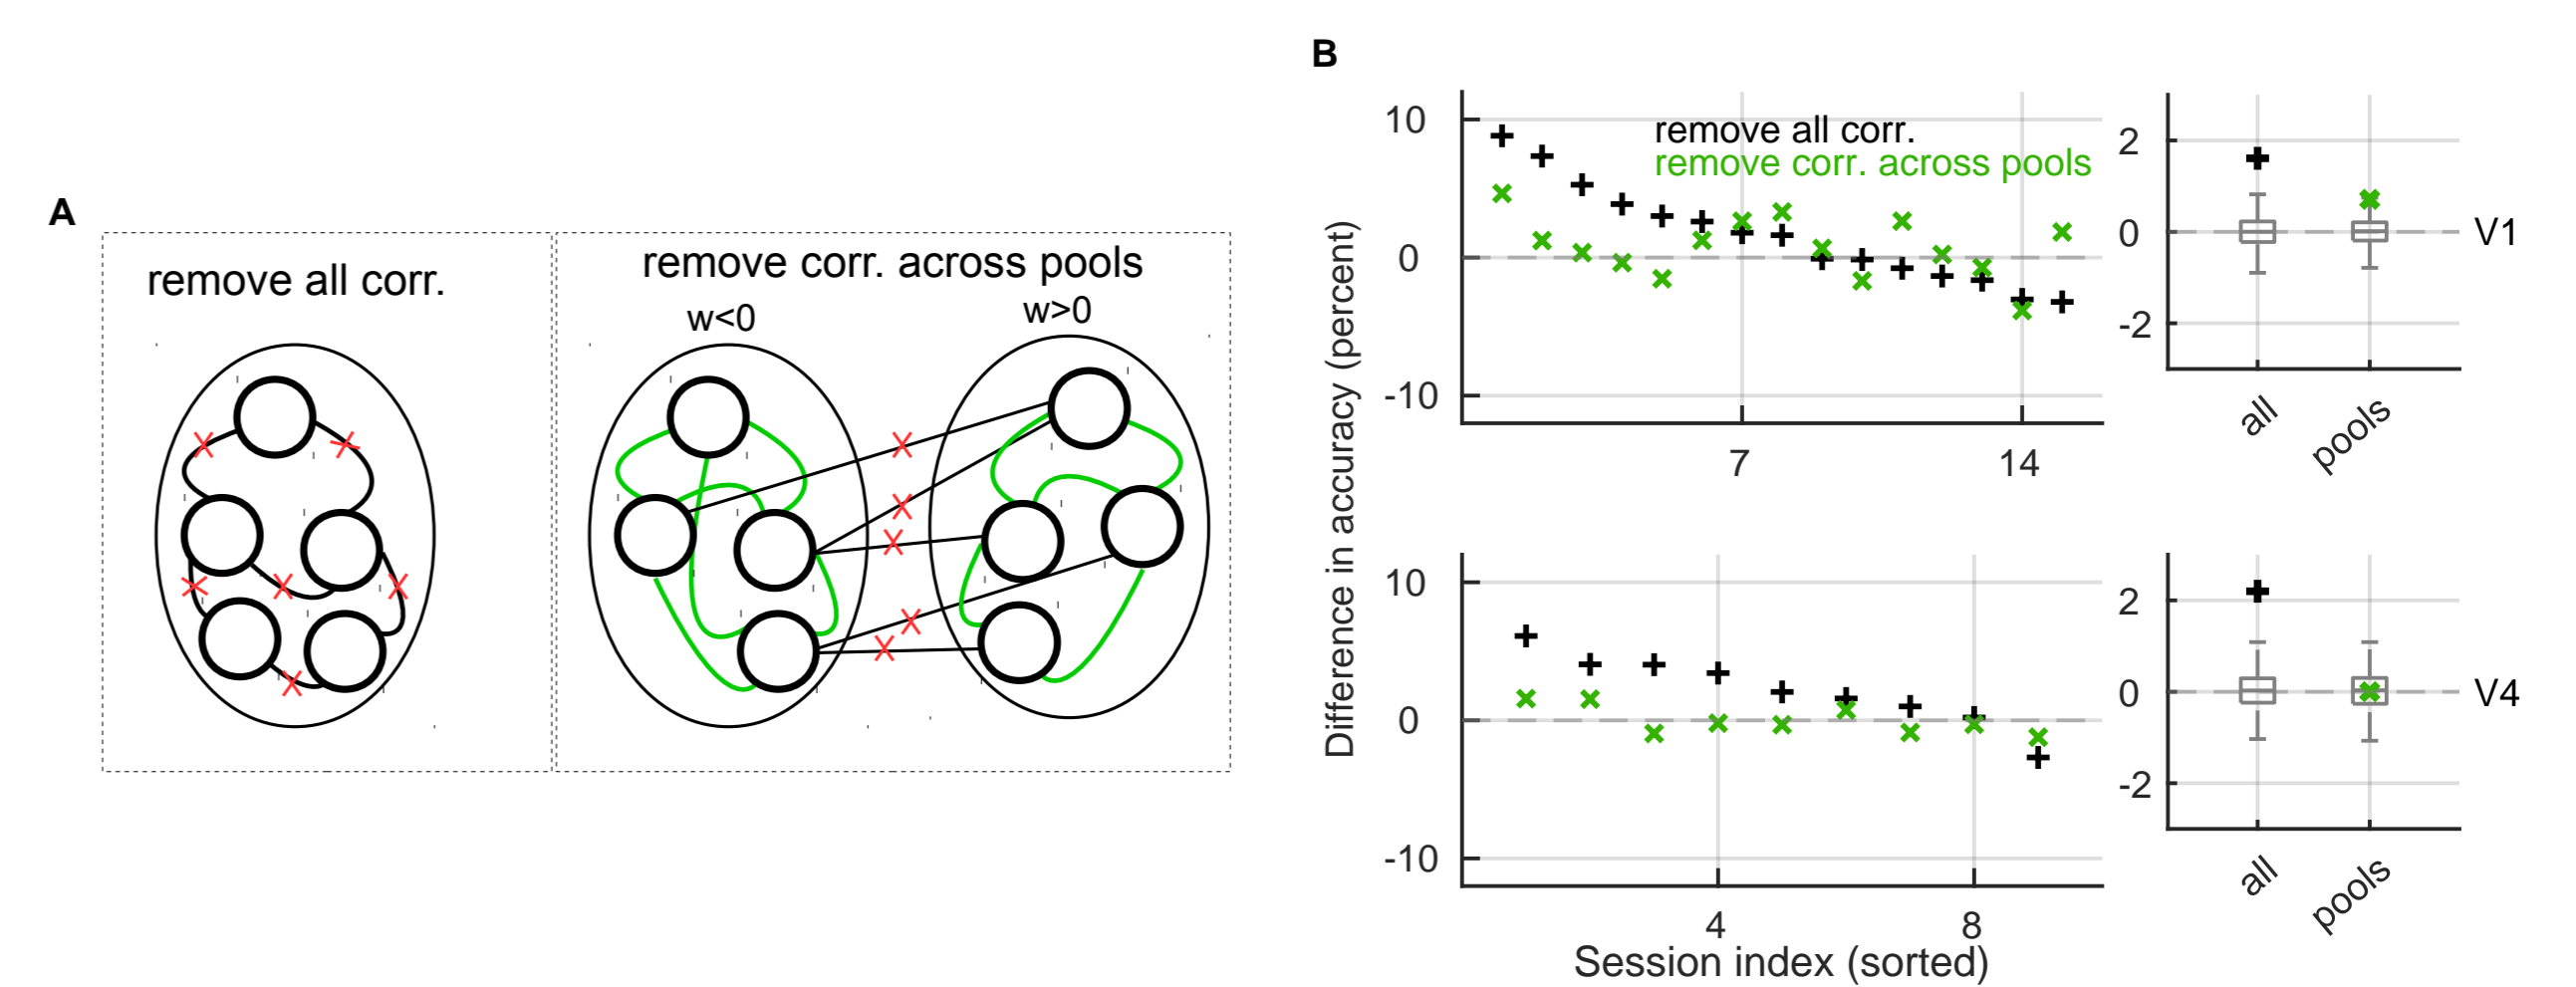 A
remove all corr.
remove corr. across pools
w<0
w>0
B
Difference in accuracy (percent)
10
0
-10
remove all corr.
remove corr. across pools
7
14
2
0
-2
all
pools
V1
10
0
-10
4
8
Session index (sorted)
2
0
-2
all
pools
V4